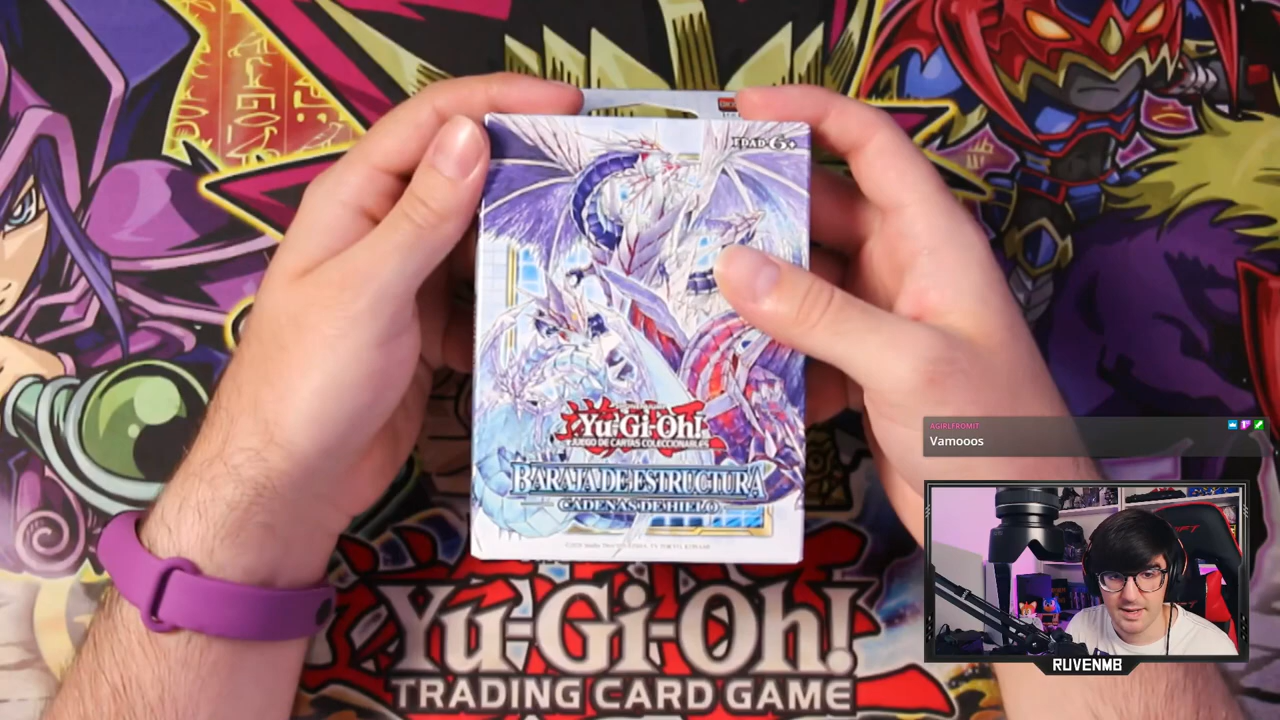 EDAD 6+
Yu-Gi-Oh!
JUEGO DE CARTAS COLECCIONABLES
BARAJA DE ESTRUCTURA
CADENAS DE HIELO
AGIRLFROMIT
Vamooos
RUVENMB
Yu-Gi-Oh!
TRADING CARD GAME